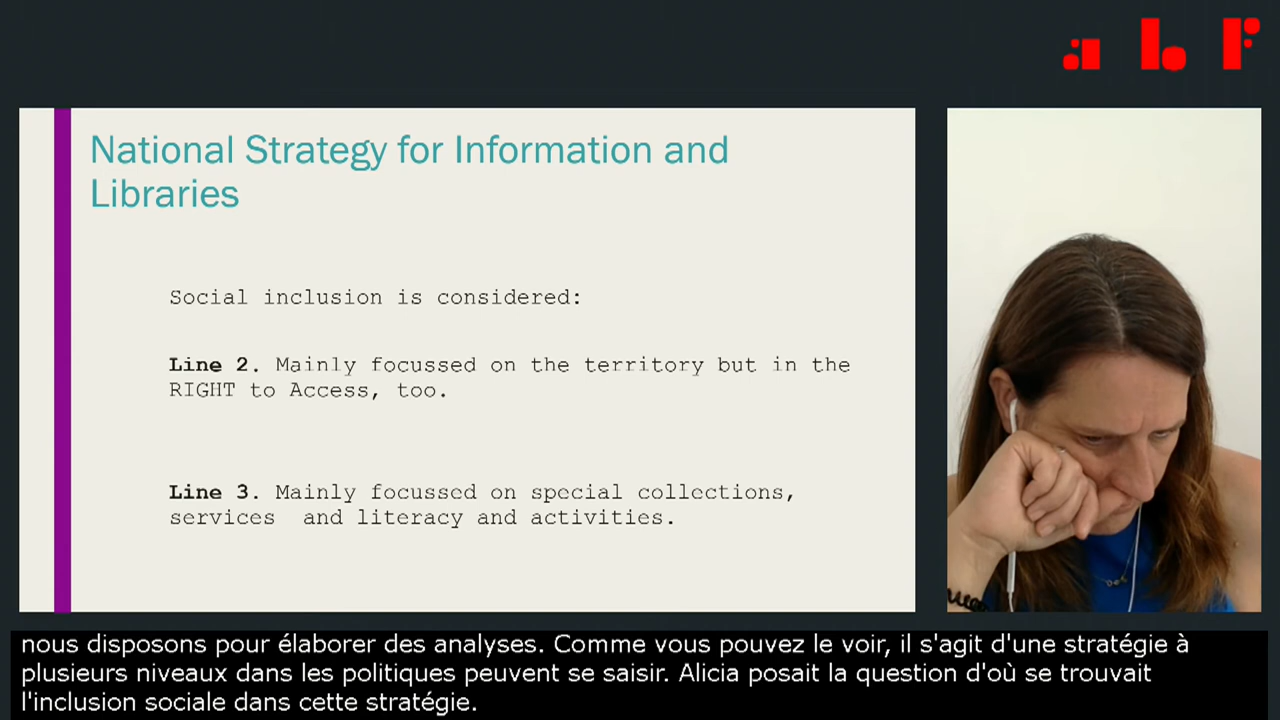 abf
National Strategy for Information and
Libraries
Social inclusion is considered:
Line 2. Mainly focussed on the territory but in the
RIGHT to Access, too.
Line 3. Mainly focussed on special collections,
services and literacy and activities.
nous disposons pour élaborer des analyses. Comme vous pouvez le voir, il s'agit d'une stratégie à
plusieurs niveaux dans les politiques peuvent se saisir. Alicia posait la question d'où se trouvait
l'inclusion sociale dans cette stratégie.